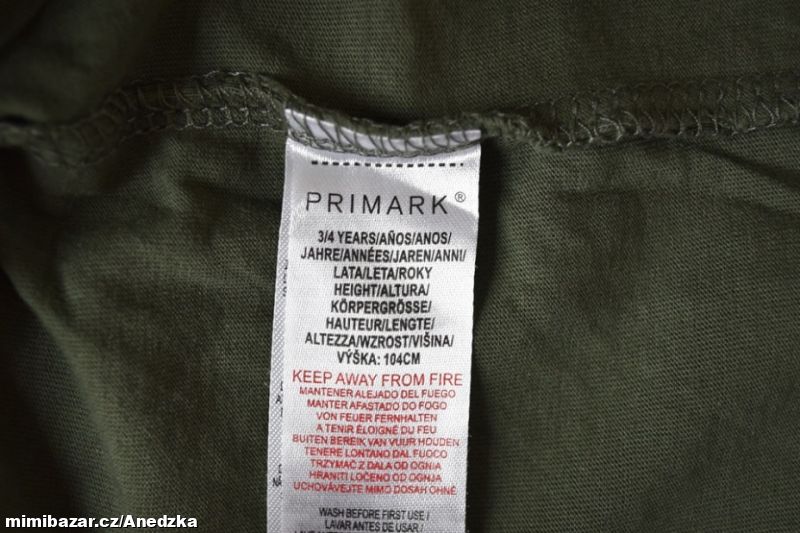 PRIMARK®
3/4 YEARS/AÑOS/ANOS/
JAHRE/ANNÉES/JAREN/ANNI/
LATA/LETA/ROKY
HEIGHT/ALTURA/
KÖRPERGRÖSSE/
HAUTEUR/LENGTE/
ALTEZZA/WZROST/VIŠINA/
VÝŠKA: 104CM
KEEP AWAY FROM FIRE
MANTENER ALEJADO DEL FUEGO
MANTER AFASTADO DO FOGO
VON FEUER FERNHALTEN
A TENIR ÉLOIGNÉ DU FEU
BUITEN BEREIK VAN VUUR HOUDEN
TENERE LONTANO DAL FUOCO
TRZYMAĆ Z DALA OD OGNIA
HRANITI LOČENO OD OGNJA
UCHOVÁVEJTE MIMO DOSAH OHNĚ
WASH BEFORE FIRST USE /
LAVAR ANTES DE USAR /
mimibazar.cz/Anedzka